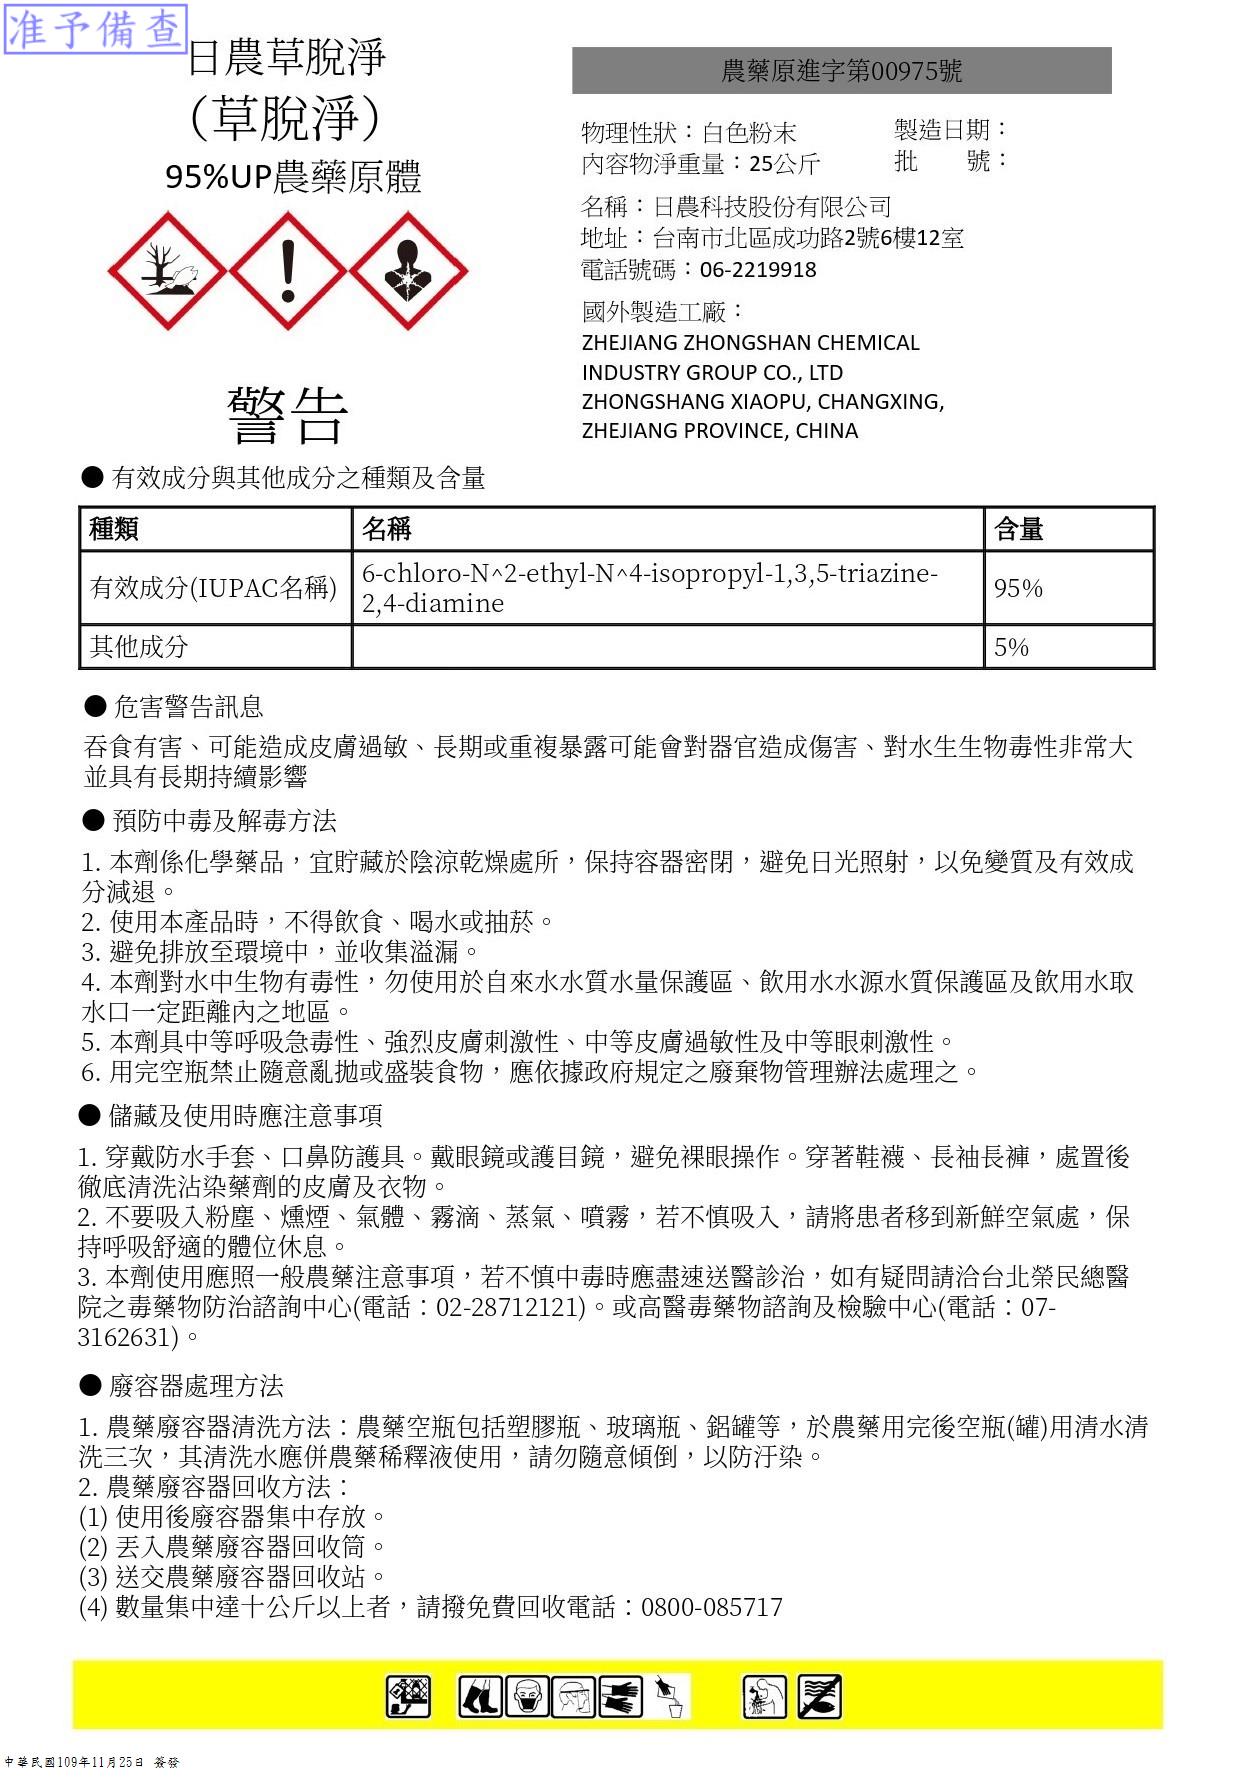 准予備查
日農草脫淨
（草脫淨）
95%UP農藥原體
警告
農藥原進字第00975號
物理性狀：白色粉末
內容物淨重量：25公斤
製造日期：
批　　號：
名稱：日農科技股份有限公司
地址：台南市北區成功路2號6樓12室
電話號碼：06-2219918
國外製造工廠：
ZHEJIANG ZHONGSHAN CHEMICAL
INDUSTRY GROUP CO., LTD
ZHONGSHANG XIAOPU, CHANGXING,
ZHEJIANG PROVINCE, CHINA
● 有效成分與其他成分之種類及含量
種類 名稱 含量
有效成分(IUPAC名稱) 6-chloro-N^2-ethyl-N^4-isopropyl-1,3,5-triazine-
2,4-diamine 95%
其他成分 5%
● 危害警告訊息
吞食有害、可能造成皮膚過敏、長期或重複暴露可能會對器官造成傷害、對水生生物毒性非常大
並具有長期持續影響
● 預防中毒及解毒方法
1. 本劑係化學藥品，宜貯藏於陰涼乾燥處所，保持容器密閉，避免日光照射，以免變質及有效成
分減退。
2. 使用本產品時，不得飲食、喝水或抽菸。
3. 避免排放至環境中，並收集溢漏。
4. 本劑對水中生物有毒性，勿使用於自來水水質水量保護區、飲用水水源水質保護區及飲用水取
水口一定距離內之地區。
5. 本劑具中等呼吸急毒性、強烈皮膚刺激性、中等皮膚過敏性及中等眼刺激性。
6. 用完空瓶禁止隨意亂拋或盛裝食物，應依據政府規定之廢棄物管理辦法處理之。
● 儲藏及使用時應注意事項
1. 穿戴防水手套、口鼻防護具。戴眼鏡或護目鏡，避免裸眼操作。穿著鞋襪、長袖長褲，處置後
徹底清洗沾染藥劑的皮膚及衣物。
2. 不要吸入粉塵、燻煙、氣體、霧滴、蒸氣、噴霧，若不慎吸入，請將患者移到新鮮空氣處，保
持呼吸舒適的體位休息。
3. 本劑使用應照一般農藥注意事項，若不慎中毒時應盡速送醫診治，如有疑問請洽台北榮民總醫
院之毒藥物防治諮詢中心(電話：02-28712121)。或高醫毒藥物諮詢及檢驗中心(電話：07-
3162631)。
● 廢容器處理方法
1. 農藥廢容器清洗方法：農藥空瓶包括塑膠瓶、玻璃瓶、鋁罐等，於農藥用完後空瓶(罐)用清水清
洗三次，其清洗水應併農藥稀釋液使用，請勿隨意傾倒，以防汙染。
2. 農藥廢容器回收方法：
(1) 使用後廢容器集中存放。
(2) 丟入農藥廢容器回收筒。
(3) 送交農藥廢容器回收站。
(4) 數量集中達十公斤以上者，請撥免費回收電話：0800-085717
中華民國109年11月25日 簽發